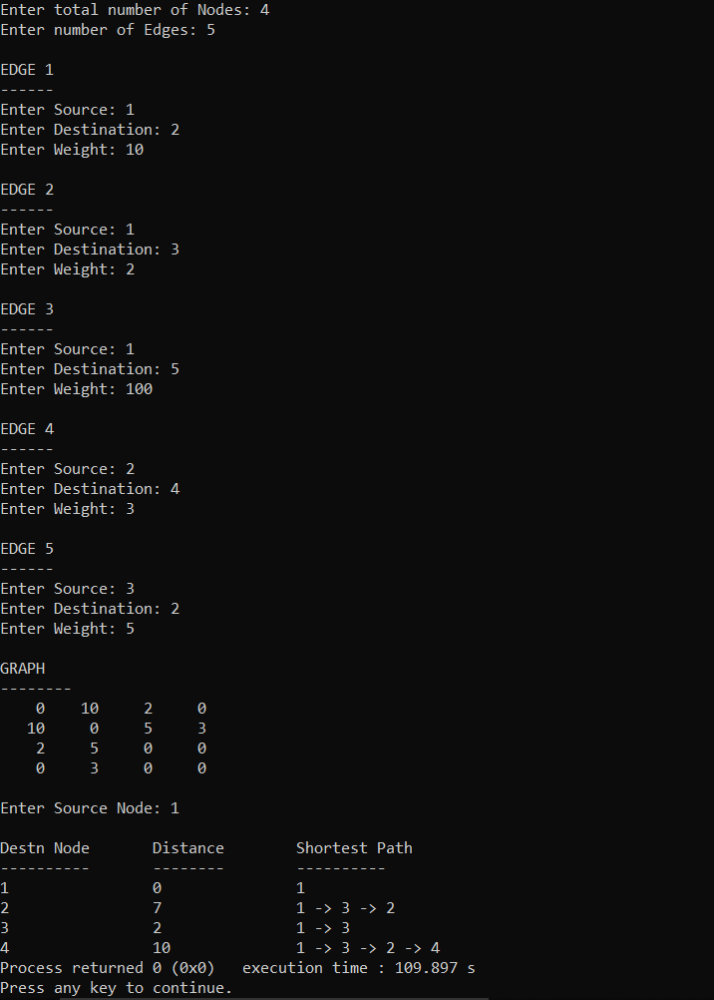 Enter total number of Nodes: 4
Enter number of Edges: 5
EDGE 1
------
Enter Source: 1
Enter Destination: 2
Enter Weight: 10
EDGE 2
------
Enter Source: 1
Enter Destination: 3
Enter Weight: 2
EDGE 3
------
Enter Source: 1
Enter Destination: 5
Enter Weight: 100
EDGE 4
------
Enter Source: 2
Enter Destination: 4
Enter Weight: 3
EDGE 5
------
Enter Source: 3
Enter Destination: 2
Enter Weight: 5
GRAPH
--------
    0    10     2     0
   10     0     5     3
    2     5     0     0
    0     3     0     0
Enter Source Node: 1
Destn Node       Distance        Shortest Path
----------       --------        ----------
1                0               1
2                7               1 -> 3 -> 2
3                2               1 -> 3
4                10              1 -> 3 -> 2 -> 4
Process returned 0 (0x0)   execution time : 109.897 s
Press any key to continue.